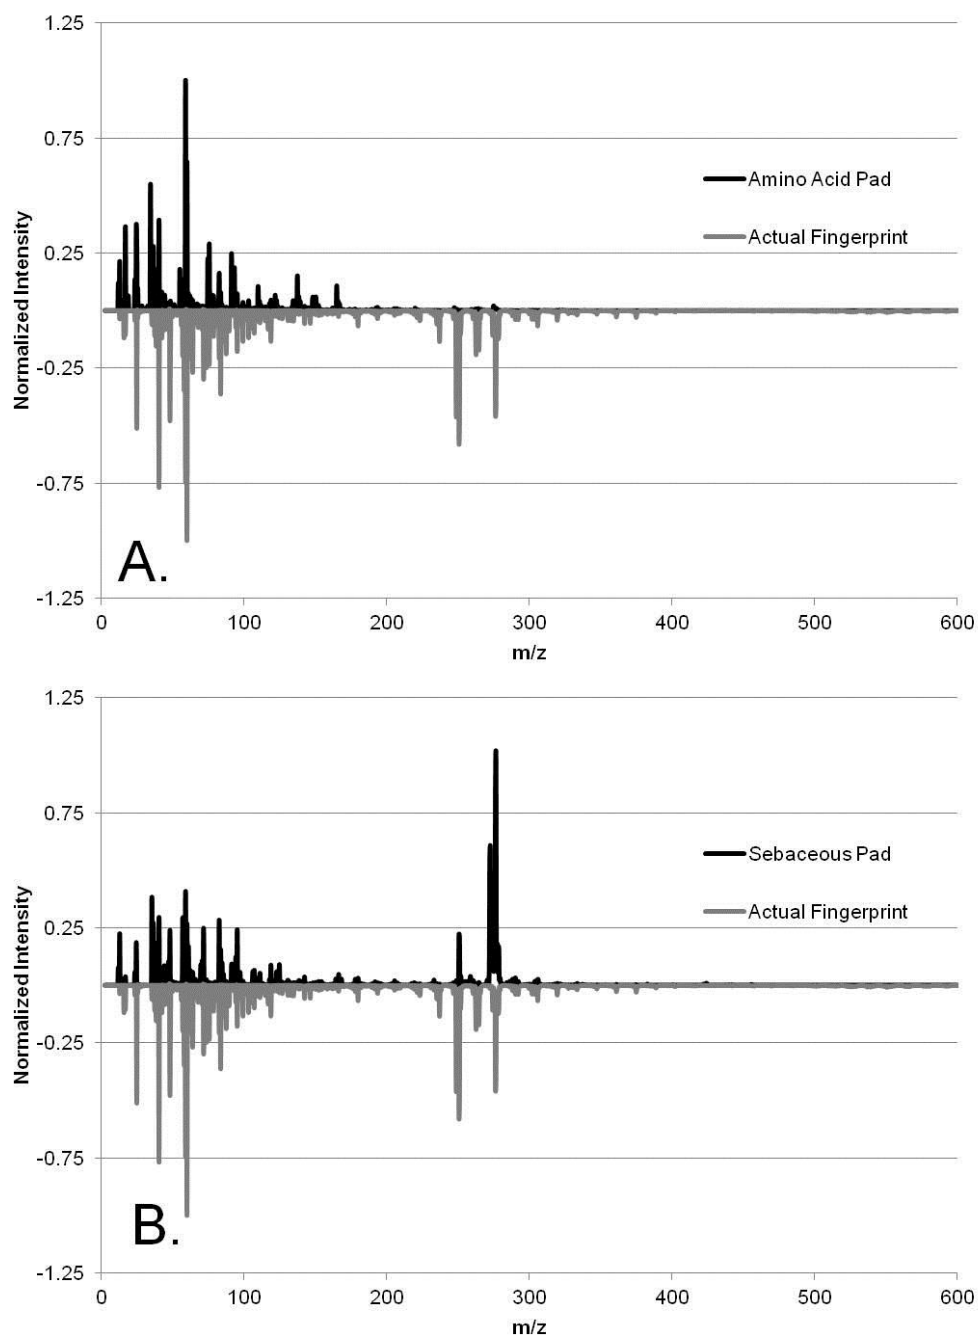 1.25
0.75
0.25
-0.25
-0.75
-1.25
Normalized Intensity
Amino Acid Pad
Actual Fingerprint
A.
0 100 200 300 400 500 600
m/z
1.25
0.75
0.25
-0.25
-0.75
-1.25
Normalized Intensity
Sebaceous Pad
Actual Fingerprint
B.
0 100 200 300 400 500 600
m/z